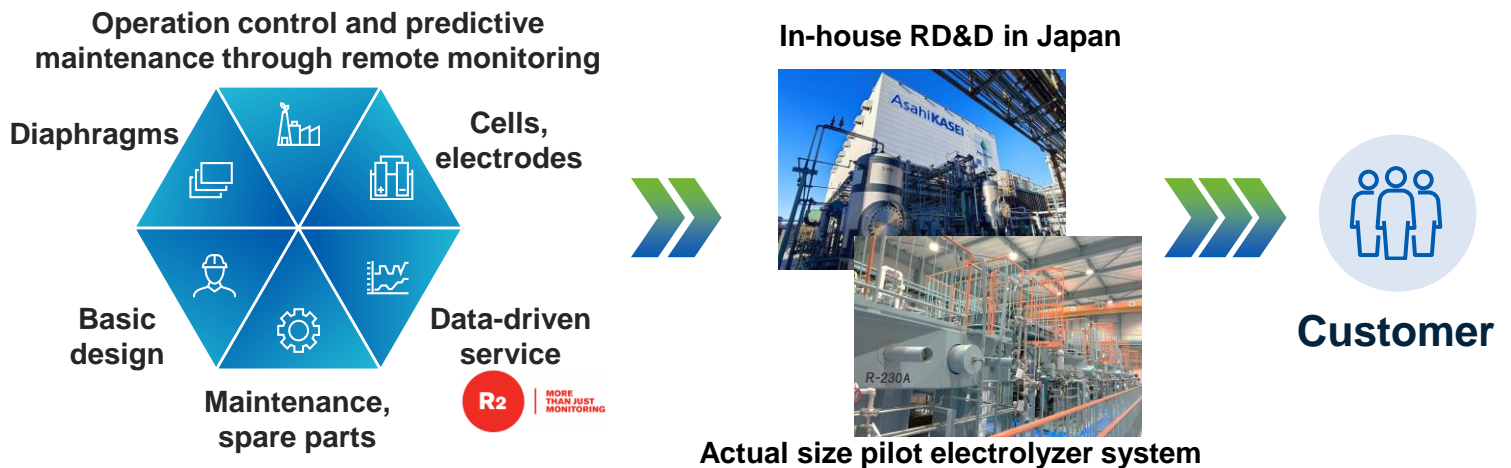 Operation control and predictive
maintenance through remote monitoring
Diaphragms
Cells,
electrodes
Basic
design
Data-driven
service
Maintenance,
spare parts
R2
MORE
THAN JUST
MONITORING
In-house RD&D in Japan
AsahiKASEI
R-230A
Actual size pilot electrolyzer system
Customer